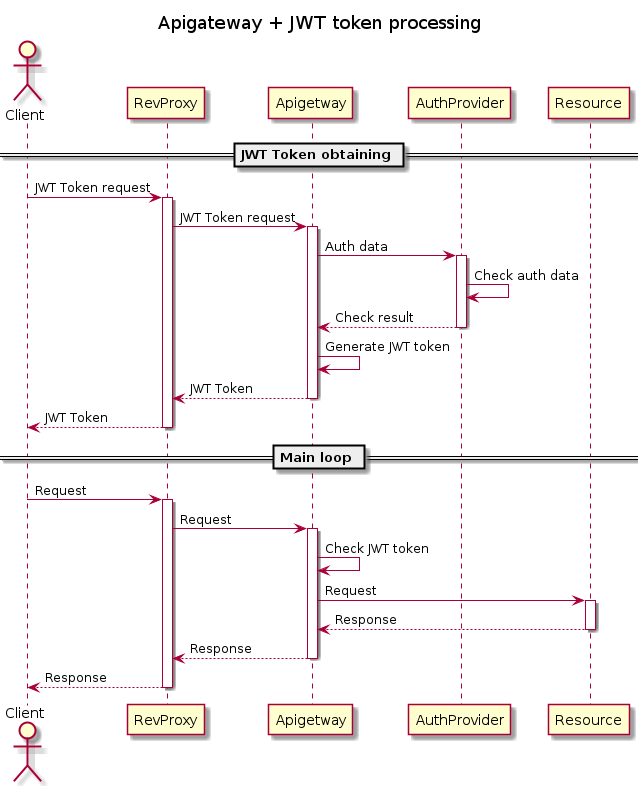 Apigateway + JWT token processing
Client
RevProxy
Apigetway
AuthProvider
Resource
JWT Token obtaining
JWT Token request
JWT Token request
Auth data
Check auth data
Check result
Generate JWT token
JWT Token
JWT Token
Main loop
Request
Request
Check JWT token
Request
Response
Response
Response
Client
RevProxy
Apigetway
AuthProvider
Resource